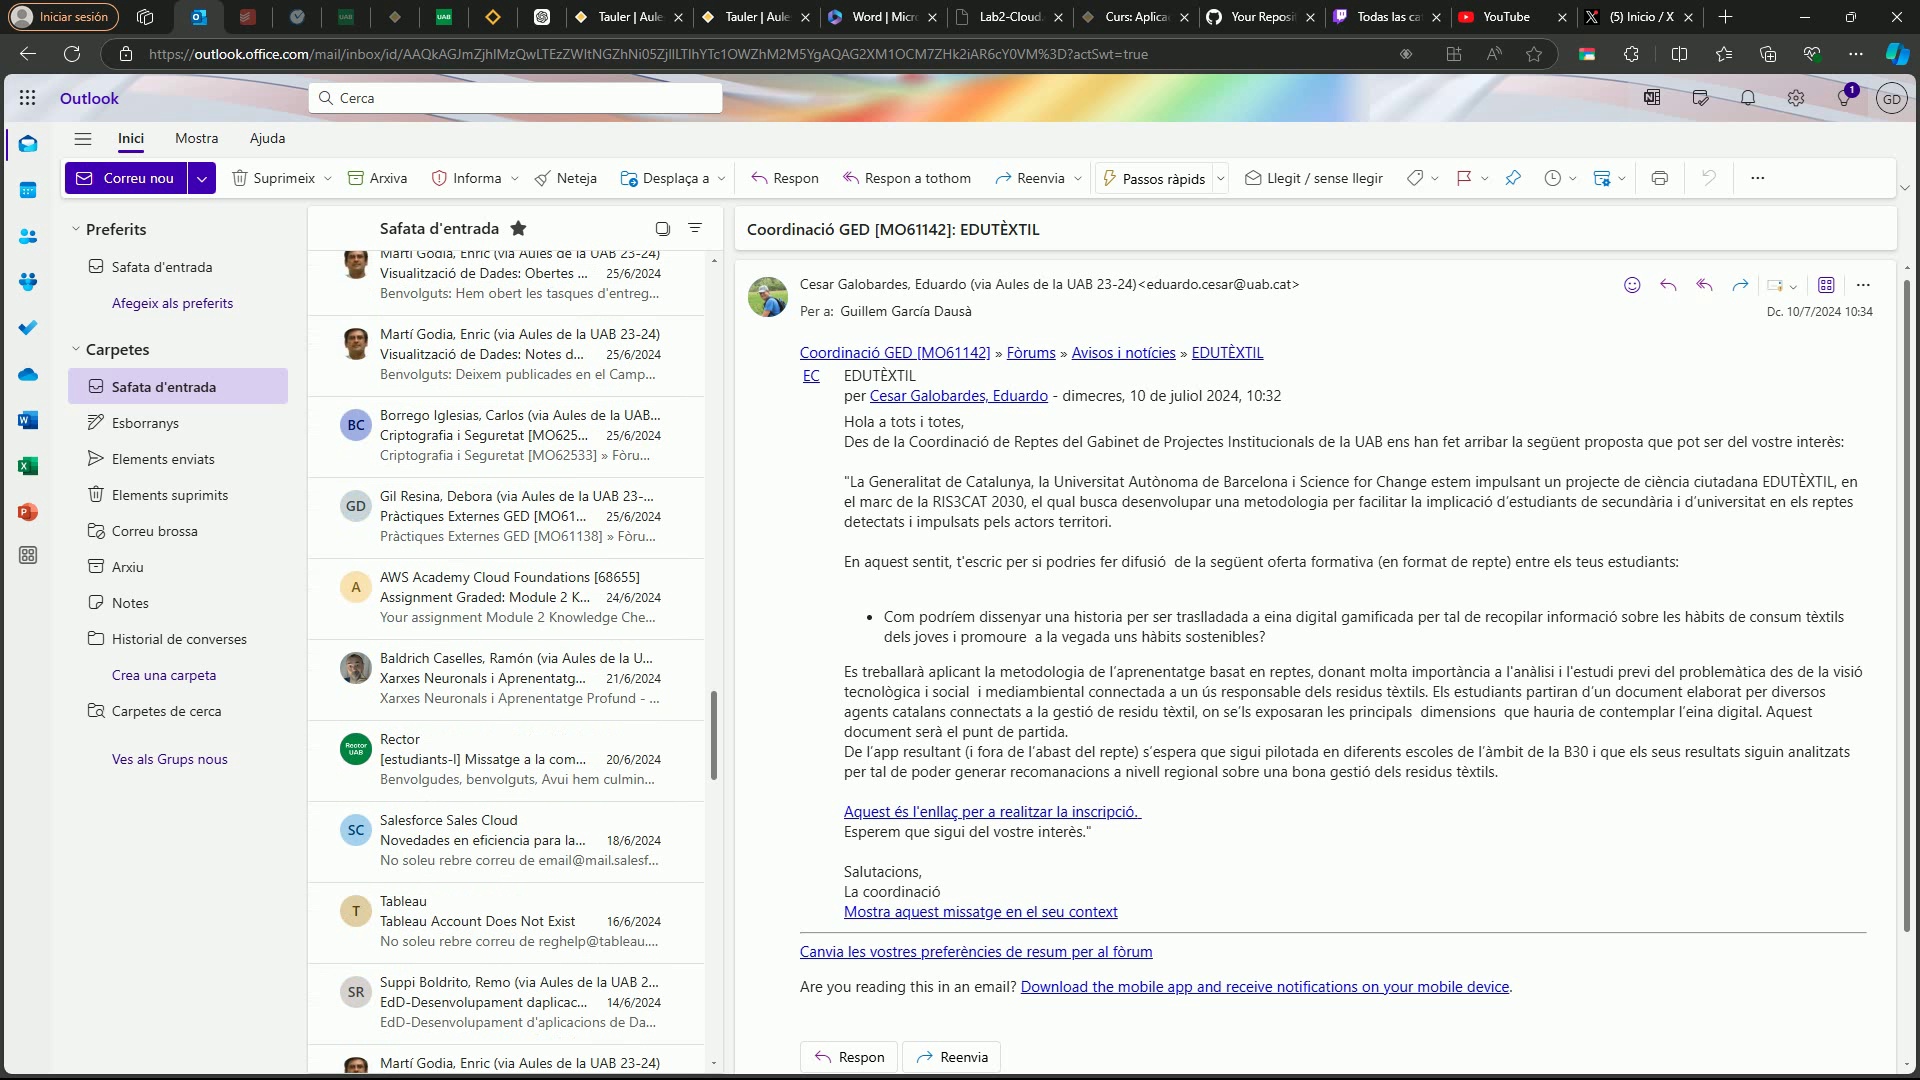 Iniciar sesión
Tauler | Aule
Tauler | Aule
Word | Micr
Lab2-Cloud
Curs: Aplica
Your Reposi
Todas las ca
YouTube
(5) Inicio / X
Outlook
Cerca
GD
1
Inici
Mostra
Ajuda
Correu nou
Suprimeix
Arxiva
Informa
Neteja
Desplaça a
Respon
Respon a tothom
Reenvia
Passos ràpids
Llegit / sense llegir
Preferits
Safata d'entrada
Afegeix als preferits
Carpetes
Safata d'entrada
Esborranys
Elements enviats
Elements suprimits
Correu brossa
Arxiu
Notes
Historial de converses
Crea una carpeta
Carpetes de cerca
Ves als Grups nous
Safata d'entrada
Martí Godia, Enric (via Aules de la UAB 23-24)
Visualització de Dades: Obertes ... 25/6/2024
Benvolguts: Hem obert les tasques d'entreg...
Martí Godia, Enric (via Aules de la UAB 23-24)
Visualització de Dades: Notes d... 25/6/2024
Benvolguts: Deixem publicades en el Camp...
BC
Borrego Iglesias, Carlos (via Aules de la UAB...
Criptografia i Seguretat [MO625... 25/6/2024
Criptografia i Seguretat [MO62533] » Fòru...
GD
Gil Resina, Debora (via Aules de la UAB 23-...
Pràctiques Externes GED [MO61... 25/6/2024
Pràctiques Externes GED [MO61138] » Fòru...
A
AWS Academy Cloud Foundations [68655]
Assignment Graded: Module 2 K... 24/6/2024
Your assignment Module 2 Knowledge Che...
Baldrich Caselles, Ramón (via Aules de la U...
Xarxes Neuronals i Aprenentatg... 21/6/2024
Xarxes Neuronals i Aprenentatge Profund - ...
Rector UAB
Rector
[estudiants-l] Missatge a la com... 20/6/2024
Benvolgudes, benvolguts, Avui hem culmin...
SC
Salesforce Sales Cloud
Novedades en eficiencia para la... 18/6/2024
No soleu rebre correu de email@mail.salesf...
T
Tableau
Tableau Account Does Not Exist 16/6/2024
No soleu rebre correu de reghelp@tableau....
SR
Suppi Boldrito, Remo (via Aules de la UAB 2...
EdD-Desenvolupament daplicac... 14/6/2024
EdD-Desenvolupament d'aplicacions de Da...
Martí Godia, Enric (via Aules de la UAB 23-24)
Coordinació GED [MO61142]: EDUTÈXTIL
Cesar Galobardes, Eduardo (via Aules de la UAB 23-24)<eduardo.cesar@uab.cat>
Per a: Guillem García Dausà
Dc. 10/7/2024 10:34
Coordinació GED [MO61142] » Fòrums » Avisos i notícies » EDUTÈXTIL
EC EDUTÈXTIL
per Cesar Galobardes, Eduardo - dimecres, 10 de juliol 2024, 10:32
Hola a tots i totes,
Des de la Coordinació de Reptes del Gabinet de Projectes Institucionals de la UAB ens han fet arribar la següent proposta que pot ser del vostre interès:
"La Generalitat de Catalunya, la Universitat Autònoma de Barcelona i Science for Change estem impulsant un projecte de ciència ciutadana EDUTÈXTIL, en
el marc de la RIS3CAT 2030, el qual busca desenvolupar una metodologia per facilitar la implicació d'estudiants de secundària i d'universitat en els reptes
detectats i impulsats pels actors territori.
En aquest sentit, t'escric per si podries fer difusió de la següent oferta formativa (en format de repte) entre els teus estudiants:
• Com podríem dissenyar una historia per ser traslladada a eina digital gamificada per tal de recopilar informació sobre les hàbits de consum tèxtils
dels joves i promoure a la vegada uns hàbits sostenibles?
Es treballarà aplicant la metodologia de l'aprenentatge basat en reptes, donant molta importància a l'anàlisi i l'estudi previ del problemàtica des de la visió
tecnològica i social i mediambiental connectada a un ús responsable dels residus tèxtils. Els estudiants partiran d'un document elaborat per diversos
agents catalans connectats a la gestió de residu tèxtil, on se'ls exposaran les principals dimensions que hauria de contemplar l'eina digital. Aquest
document serà el punt de partida.
De l'app resultant (i fora de l'abast del repte) s'espera que sigui pilotada en diferents escoles de l'àmbit de la B30 i que els seus resultats siguin analitzats
per tal de poder generar recomanacions a nivell regional sobre una bona gestió dels residus tèxtils.
Aquest és l'enllaç per a realitzar la inscripció.
Esperem que sigui del vostre interès."
Salutacions,
La coordinació
Mostra aquest missatge en el seu context
Canvia les vostres preferències de resum per al fòrum
Are you reading this in an email? Download the mobile app and receive notifications on your mobile device.
Respon
Reenvia